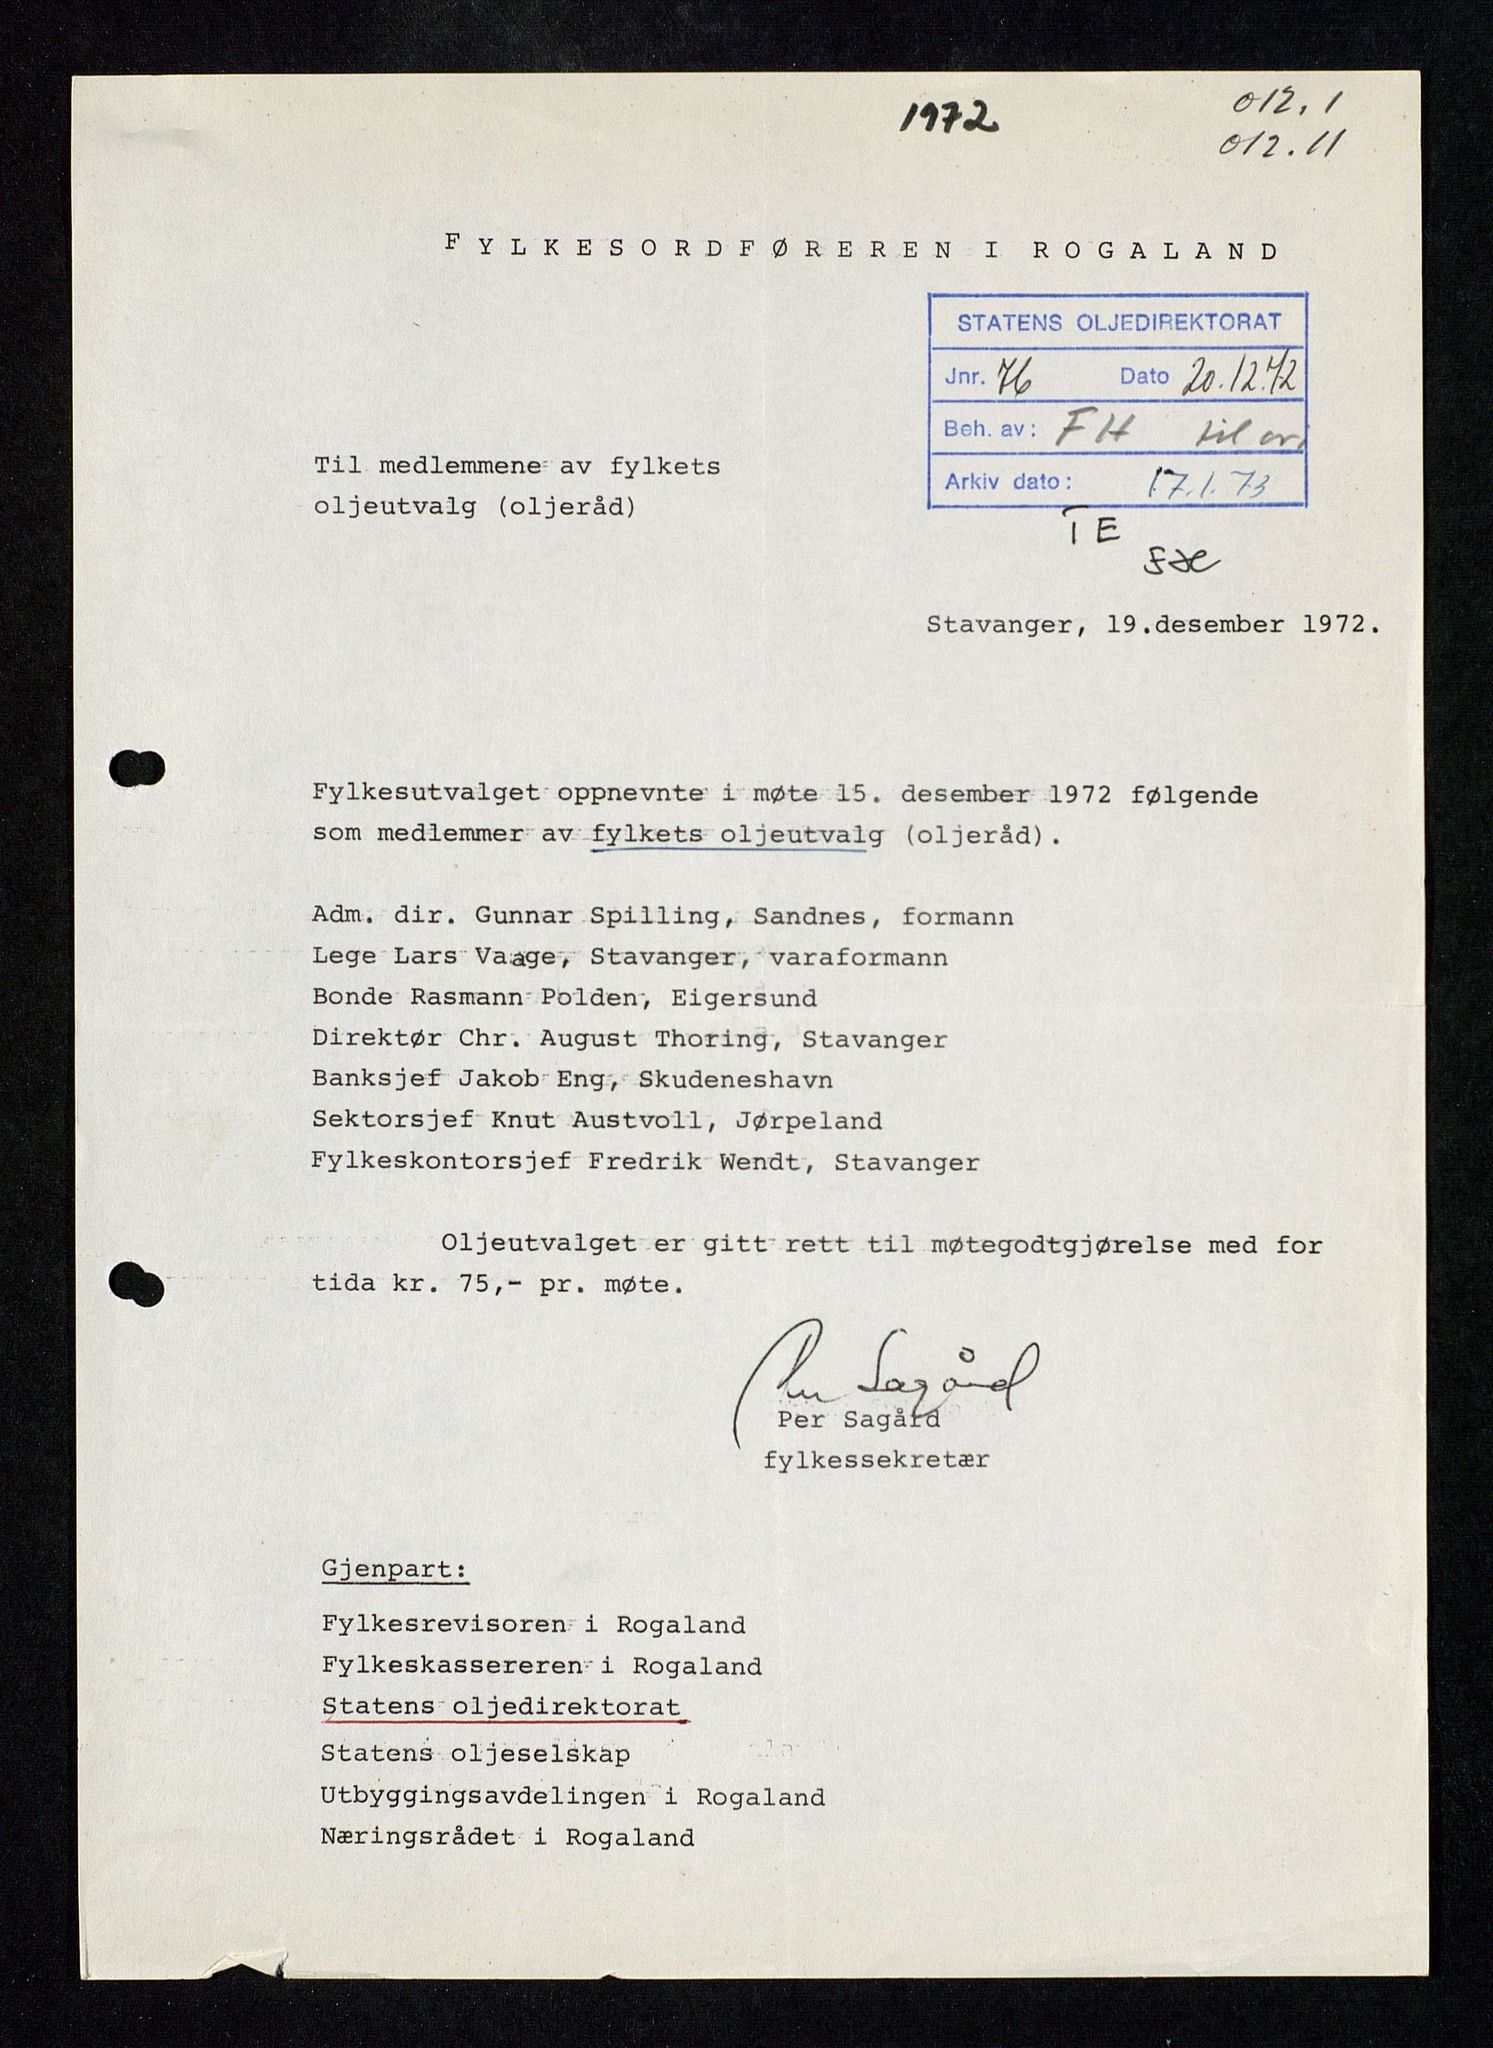 1972
012.1
012.11
FYLKESORDFØREREN I ROGALAND
STATENS OLJEDIREKTORAT
Jnr. 76 Dato 20.12.72
Beh. av: FH til ori
Arkiv dato: 17.1.73
Til medlemmene av fylkets
oljeutvalg (oljeråd)
TE
Stavanger, 19.desember 1972.
Fylkesutvalget oppnevnte i møte 15. desember 1972 følgende
som medlemmer av fylkets oljeutvalg (oljeråd).
Adm. dir. Gunnar Spilling, Sandnes, formann
Lege Lars Vaage, Stavanger, varaformann
Bonde Rasmann Polden, Eigersund
Direktør Chr. August Thoring, Stavanger
Banksjef Jakob Eng, Skudeneshavn
Sektorsjef Knut Austvoll, Jørpeland
Fylkeskontorsjef Fredrik Wendt, Stavanger
Oljeutvalget er gitt rett til møtegodtgjørelse med for
tida kr. 75,- pr. møte.
Per Sagård
Per Sagård
fylkessekretær
Gjenpart:
Fylkesrevisoren i Rogaland
Fylkeskassereren i Rogaland
Statens oljedirektorat
Statens oljeselskap
Utbyggingsavdelingen i Rogaland
Næringsrådet i Rogaland